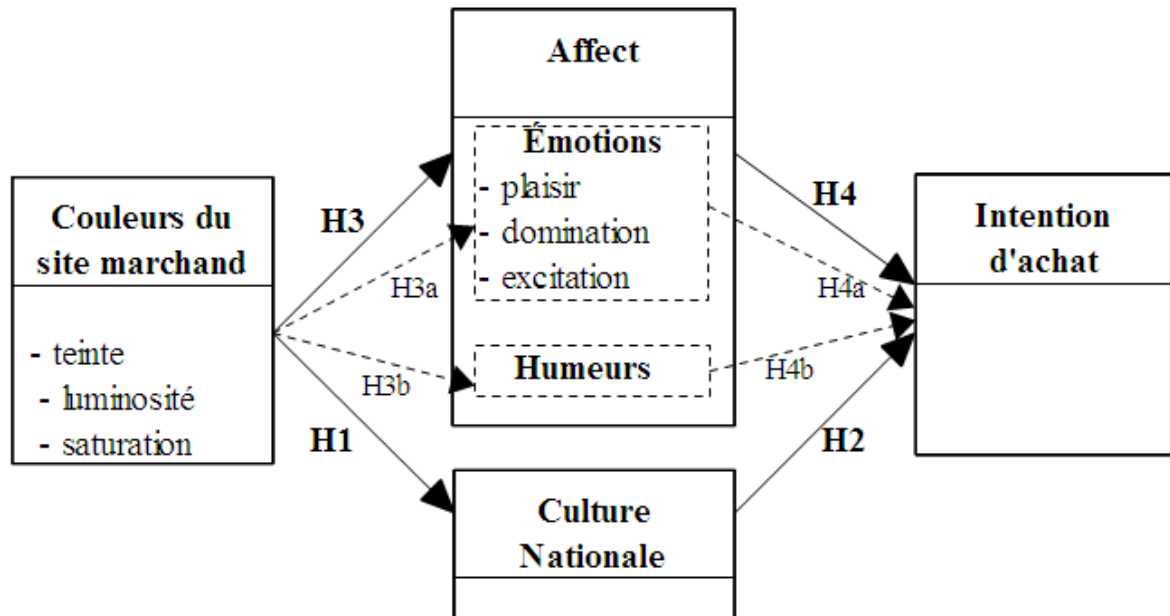 Affect
Émotions
- plaisir
- domination
- excitation
Humeurs
Couleurs du
site marchand
- teinte
- luminosité
- saturation
H3
H3a
H3b
H1
H4
H4a
H4b
H2
Intention
d'achat
Culture
Nationale